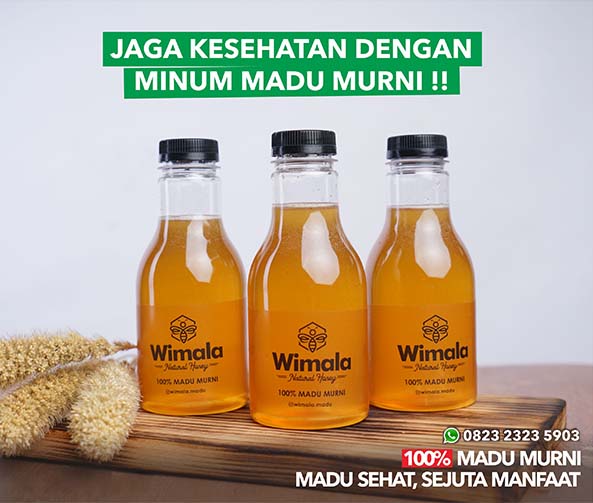 JAGA KESEHATAN DENGAN
MINUM MADU MURNI !!
Wimala
Natural Honey
100% MADU MURNI
@wimala.madu
Wimala
Natural Honey
100% MADU MURNI
@wimala.madu
Wimala
Natural Honey
100% MADU MURNI
@wimala.madu
0823 2323 5903
100% MADU MURNI
MADU SEHAT, SEJUTA MANFAAT